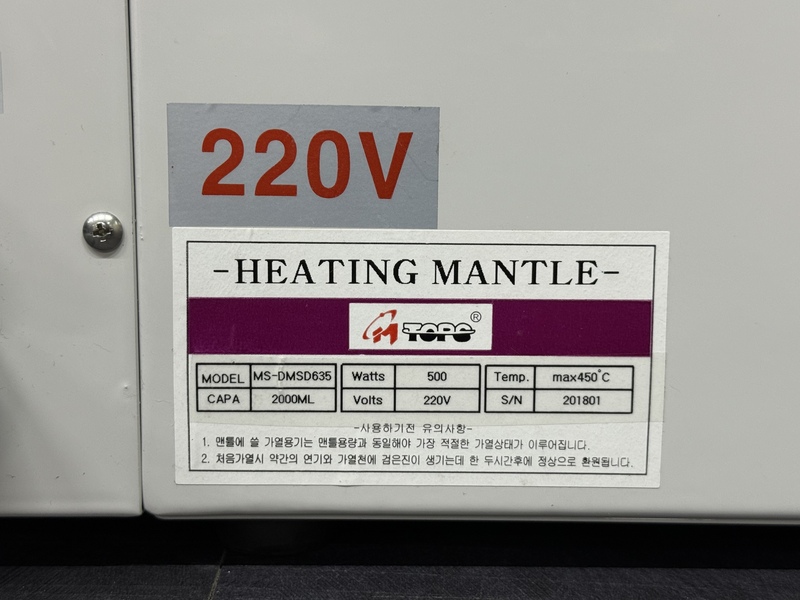 220V
-HEATING MANTLE-
M TOPS®
MODEL MS-DMSD635 Watts 500 Temp. max450°C
CAPA 2000ML Volts 220V S/N 201801
-사용하기전 유의사항-
1. 맨틀에 쓸 가열용기는 맨틀용량과 동일해야 가장 적절한 가열상태가 이루어집니다.
2. 처음가열시 약간의 연기와 가열천에 검은진이 생기는데 한 두시간후에 정상으로 환원됩니다.